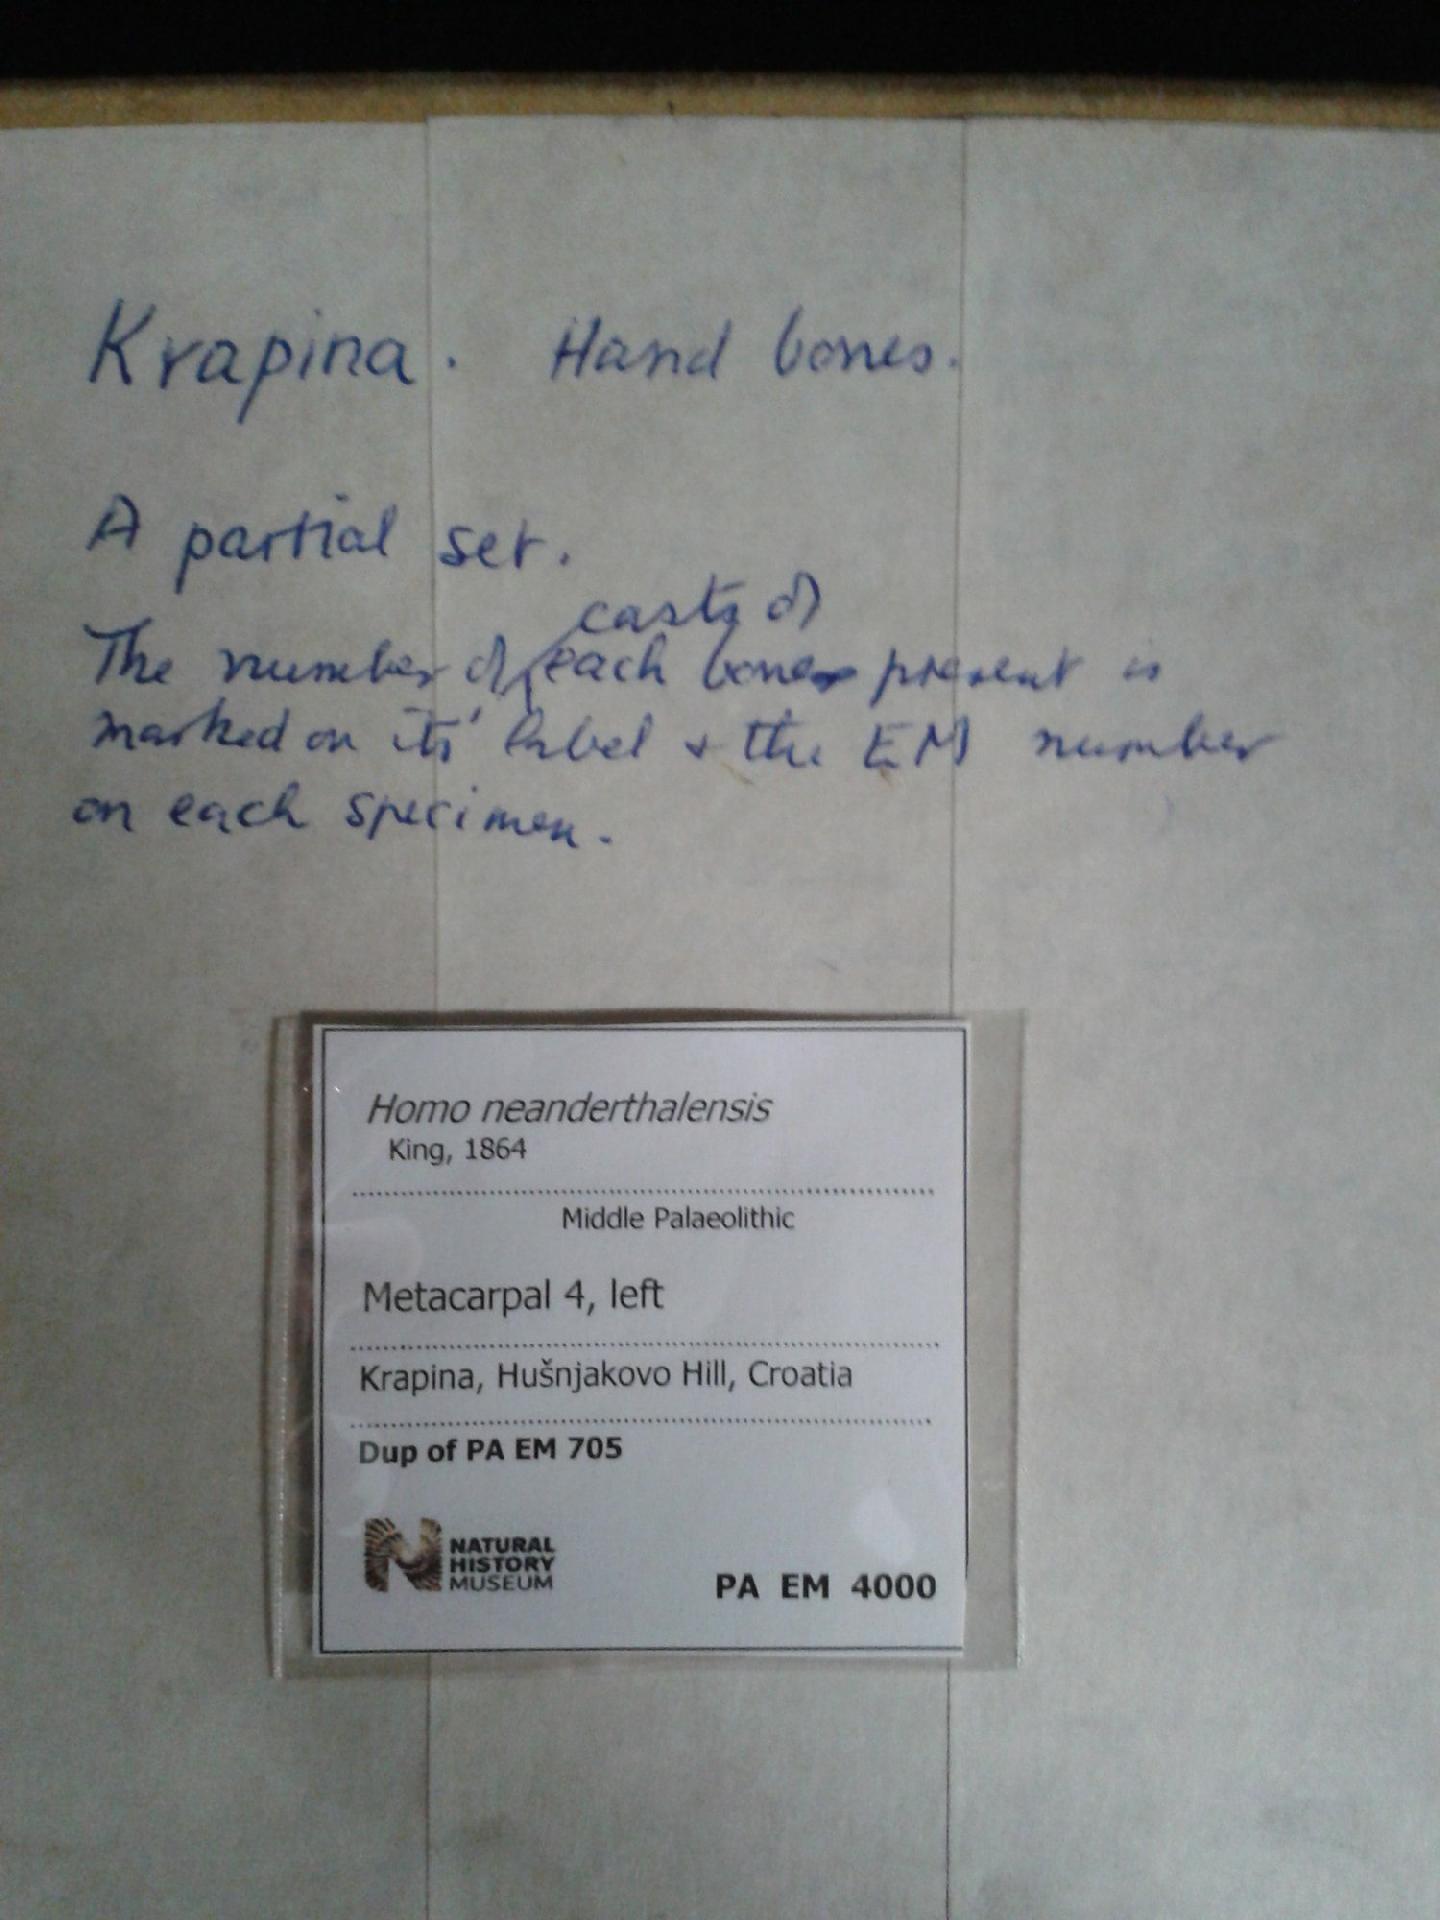 Krapina. Hand bones.
A partial set.
casts of
The number of each bone present is
marked on its' label & the EM number
on each specimen.
Homo neanderthalensis
King, 1864
Middle Palaeolithic
Metacarpal 4, left
Krapina, Hušnjakovo Hill, Croatia
Dup of PA EM 705
NATURAL
HISTORY
MUSEUM
PA EM 4000